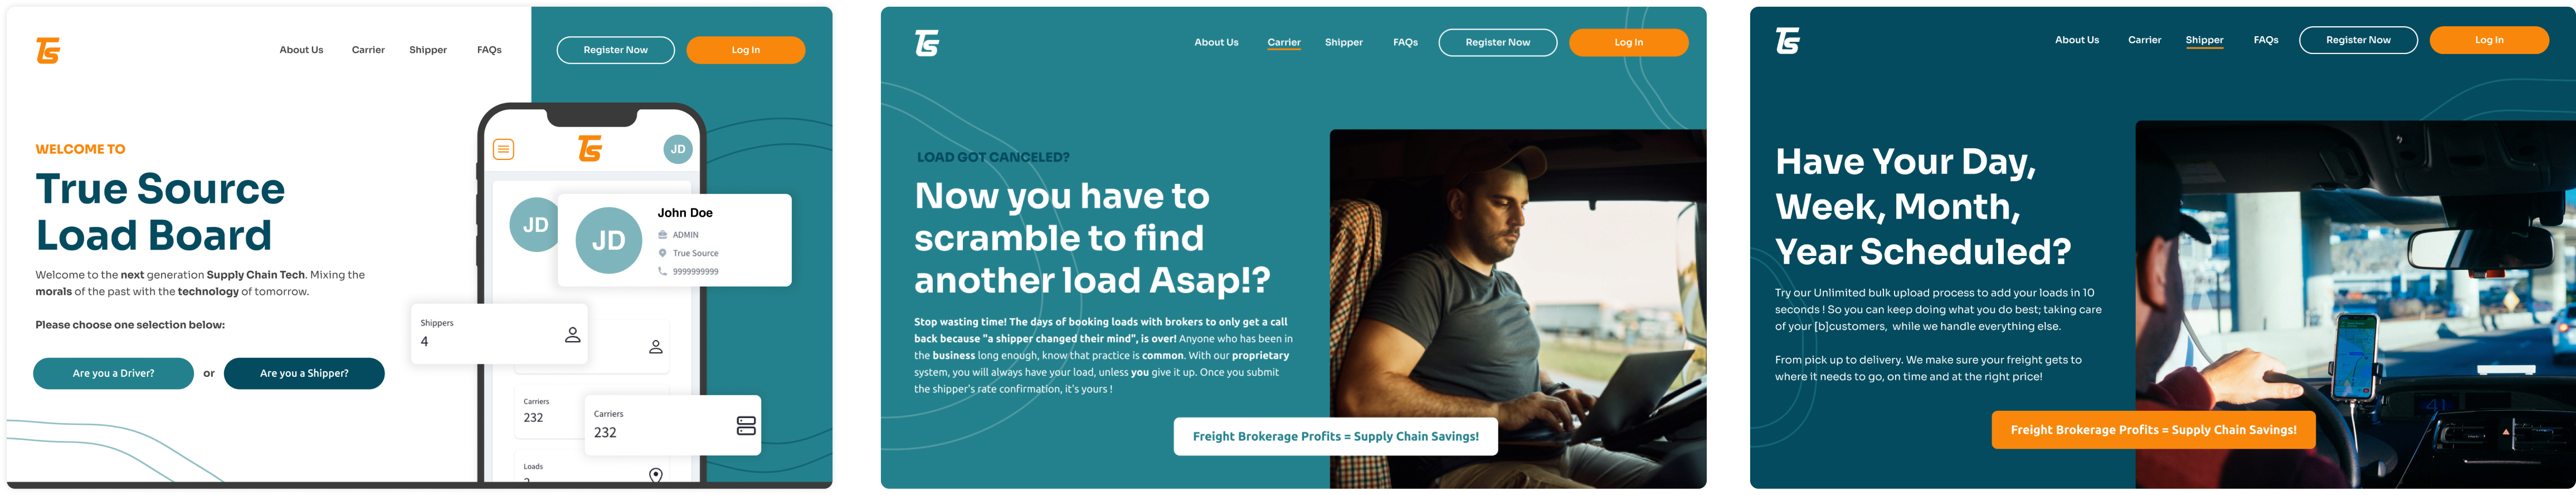 Ts
About Us Carrier Shipper FAQs Register Now Log In
WELCOME TO
True Source
Load Board
Welcome to the next generation Supply Chain Tech. Mixing the
morals of the past with the technology of tomorrow.
Please choose one selection below:
Are you a Driver? or Are you a Shipper?
Ts
JD
JD
JD
John Doe
ADMIN
True Source
9999999999
Shippers
4
Carriers
232
Carriers
232
Loads
Ts
About Us Carrier Shipper FAQs Register Now Log In
LOAD GOT CANCELED?
Now you have to
scramble to find
another load Asap!?
Stop wasting time! The days of booking loads with brokers to only get a call
back because "a shipper changed their mind", is over! Anyone who has been in
the business long enough, know that practice is common. With our proprietary
system, you will always have your load, unless you give it up. Once you submit
the shipper's rate confirmation, it's yours !
Freight Brokerage Profits = Supply Chain Savings!
Ts
About Us Carrier Shipper FAQs Register Now Log In
Have Your Day,
Week, Month,
Year Scheduled?
Try our Unlimited bulk upload process to add your loads in 10
seconds ! So you can keep doing what you do best; taking care
of your [b]customers, while we handle everything else.
From pick up to delivery. We make sure your freight gets to
where it needs to go, on time and at the right price!
Freight Brokerage Profits = Supply Chain Savings!